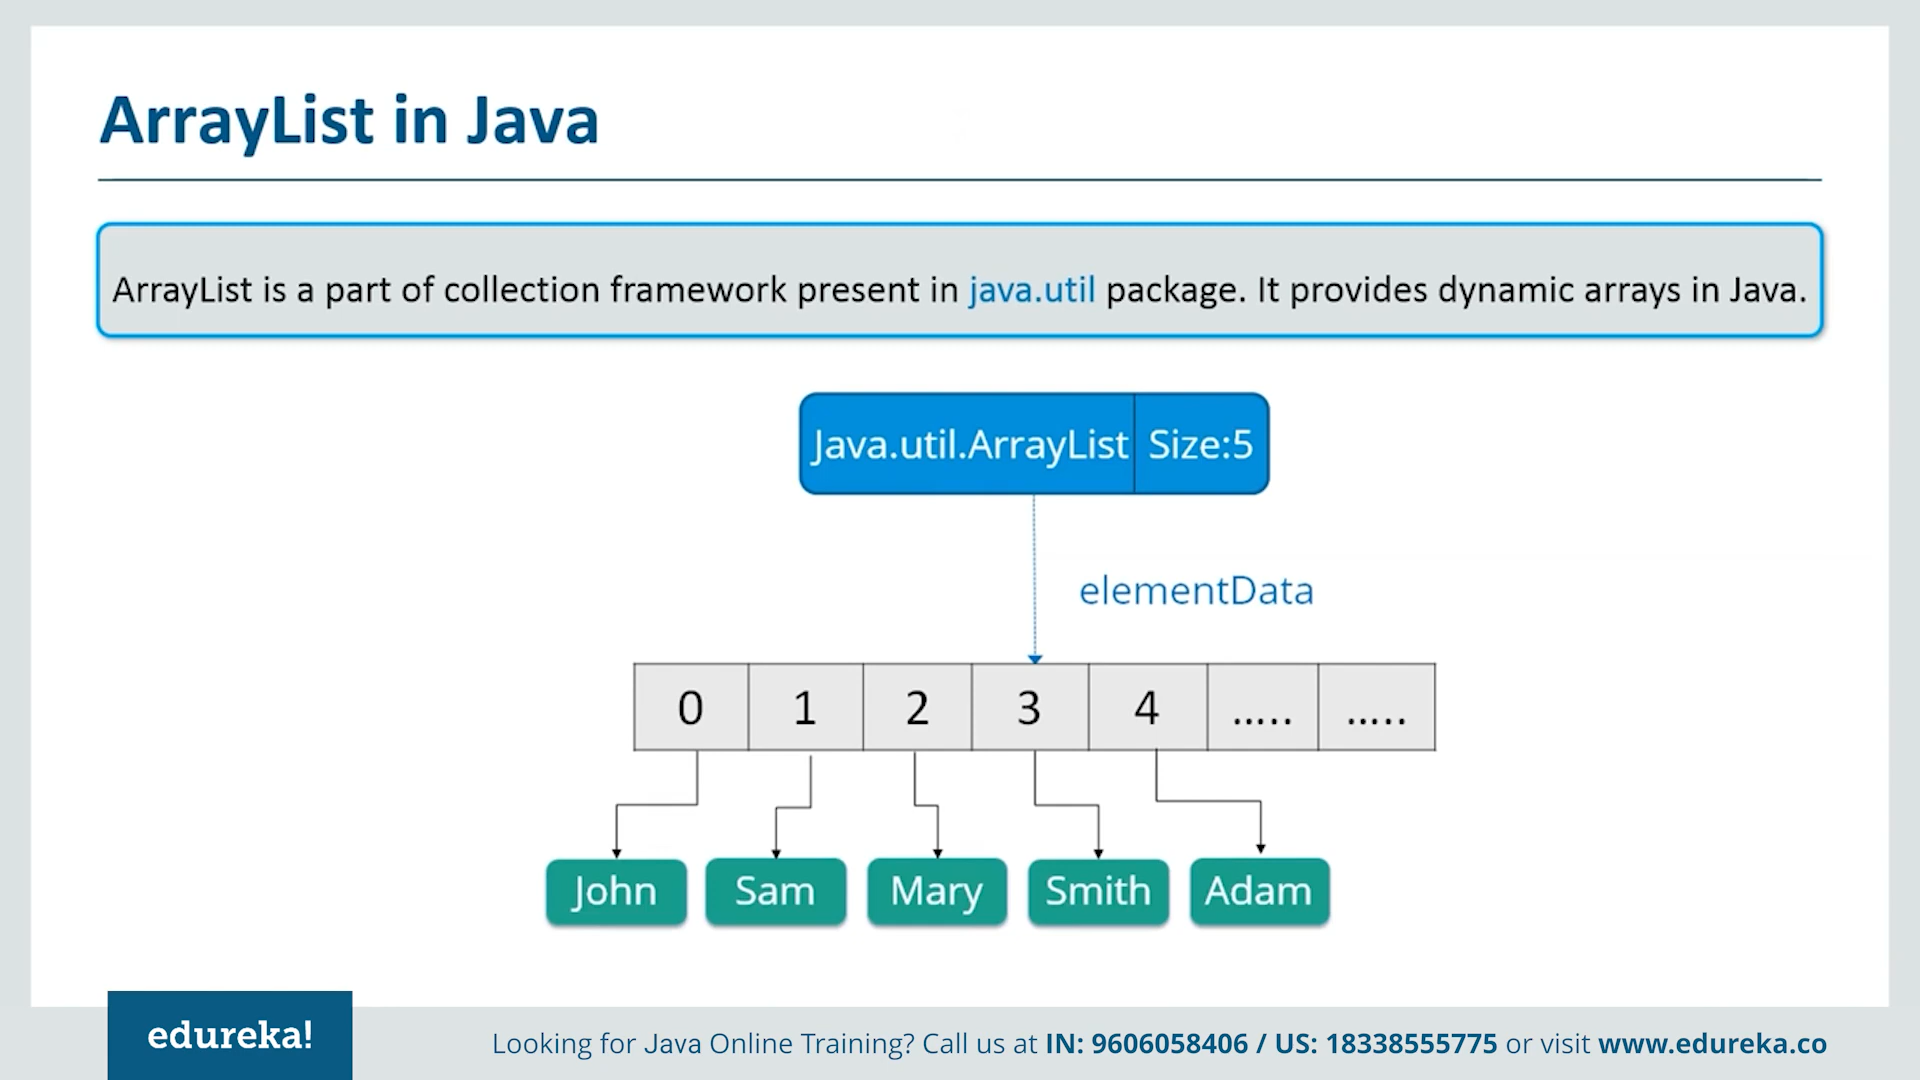 ArrayList in Java
ArrayList is a part of collection framework present in java.util package. It provides dynamic arrays in Java.
Java.util.ArrayList Size:5
elementData
0 1 2 3 4 ..... .....
John Sam Mary Smith Adam
edureka!
Looking for Java Online Training? Call us at IN: 9606058406 / US: 18338555775 or visit www.edureka.co